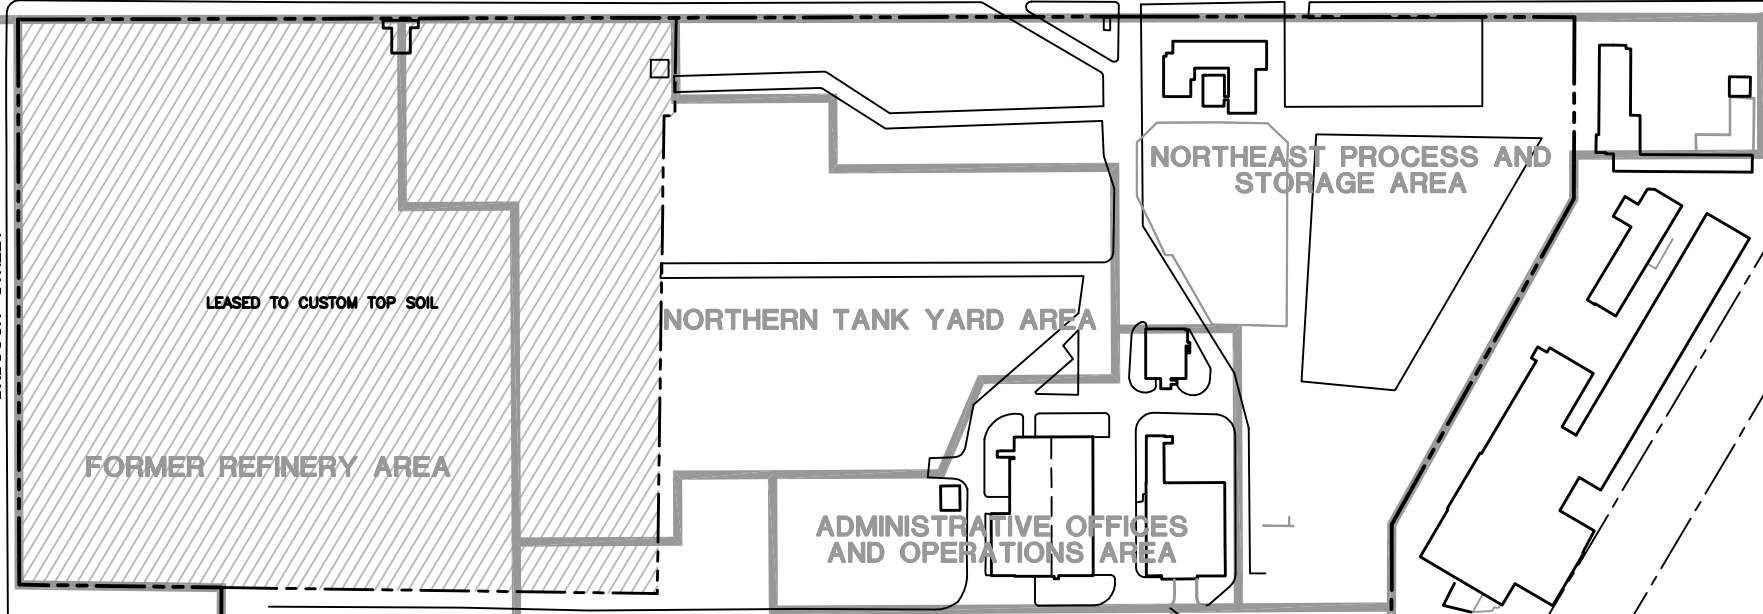 NORTHEAST PROCESS AND
STORAGE AREA
LEASED TO CUSTOM TOP SOIL
NORTHERN TANK YARD AREA
FORMER REFINERY AREA
ADMINISTRATIVE OFFICES
AND OPERATIONS AREA